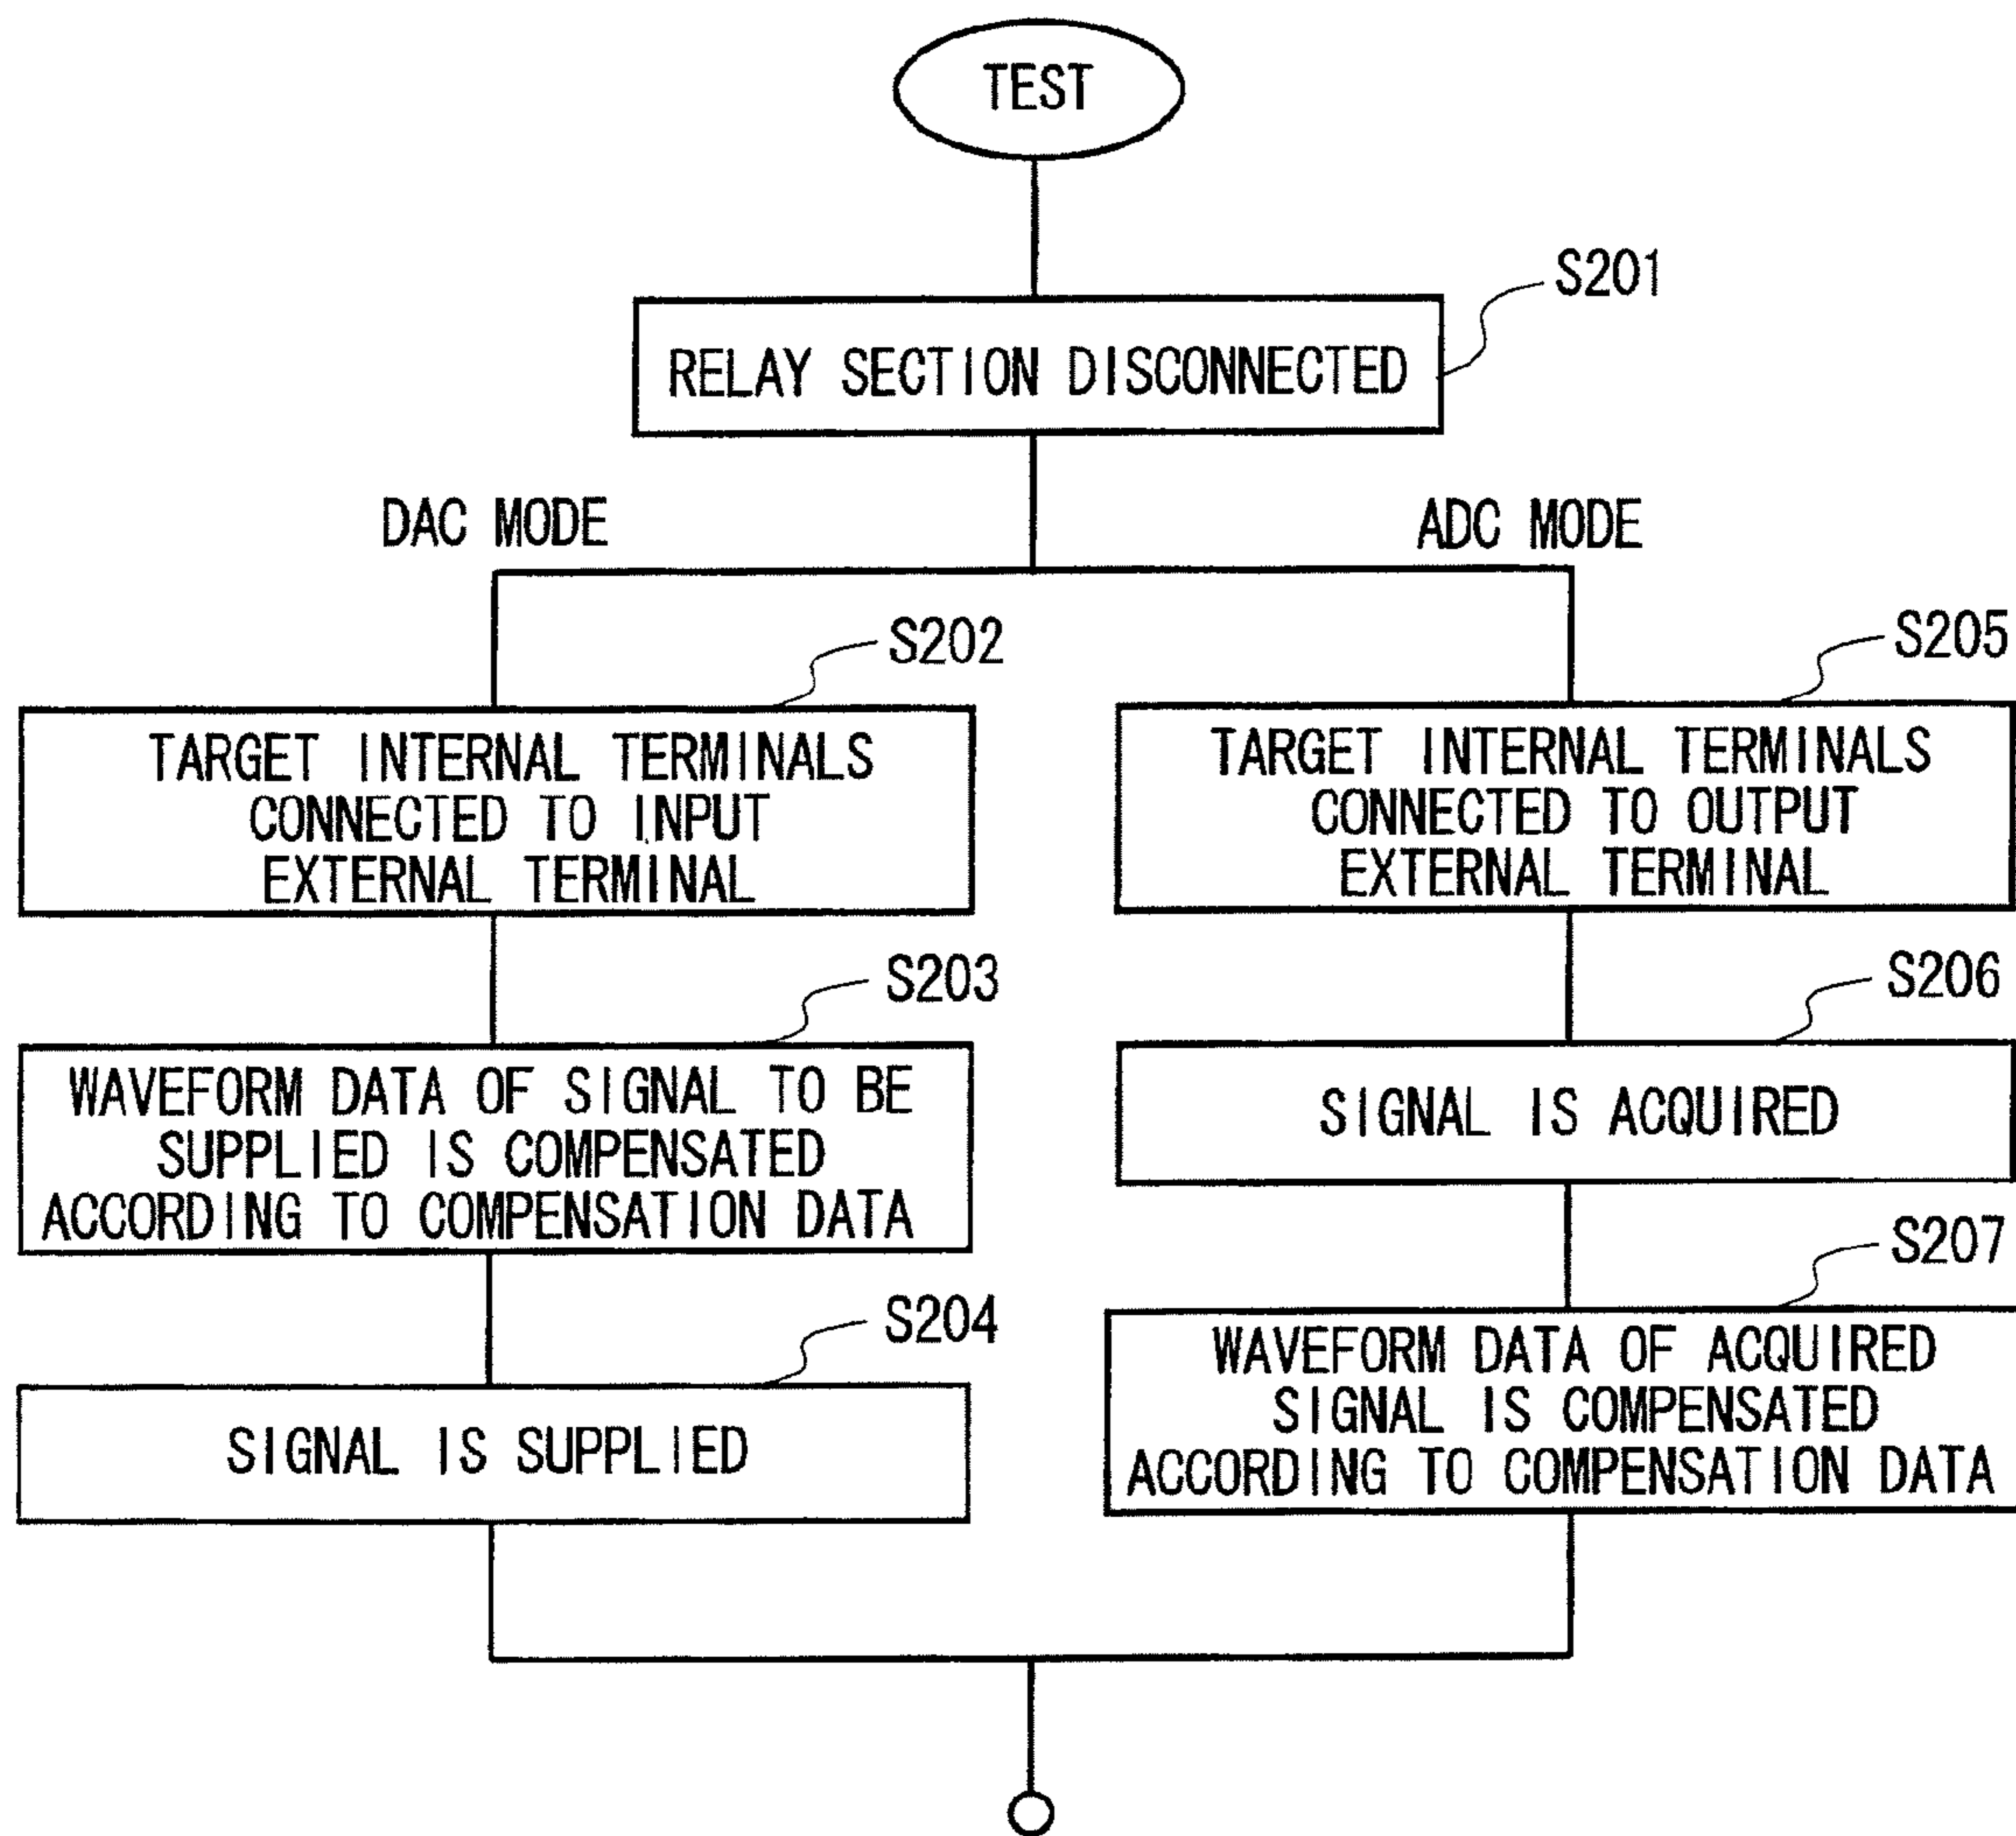 TEST
S201
RELAY SECTION DISCONNECTED
DAC MODE
ADC MODE
S202
TARGET INTERNAL TERMINALS
CONNECTED TO INPUT
EXTERNAL TERMINAL
S203
WAVEFORM DATA OF SIGNAL TO BE
SUPPLIED IS COMPENSATED
ACCORDING TO COMPENSATION DATA
S204
SIGNAL IS SUPPLIED
S205
TARGET INTERNAL TERMINALS
CONNECTED TO OUTPUT
EXTERNAL TERMINAL
S206
SIGNAL IS ACQUIRED
S207
WAVEFORM DATA OF ACQUIRED
SIGNAL IS COMPENSATED
ACCORDING TO COMPENSATION DATA